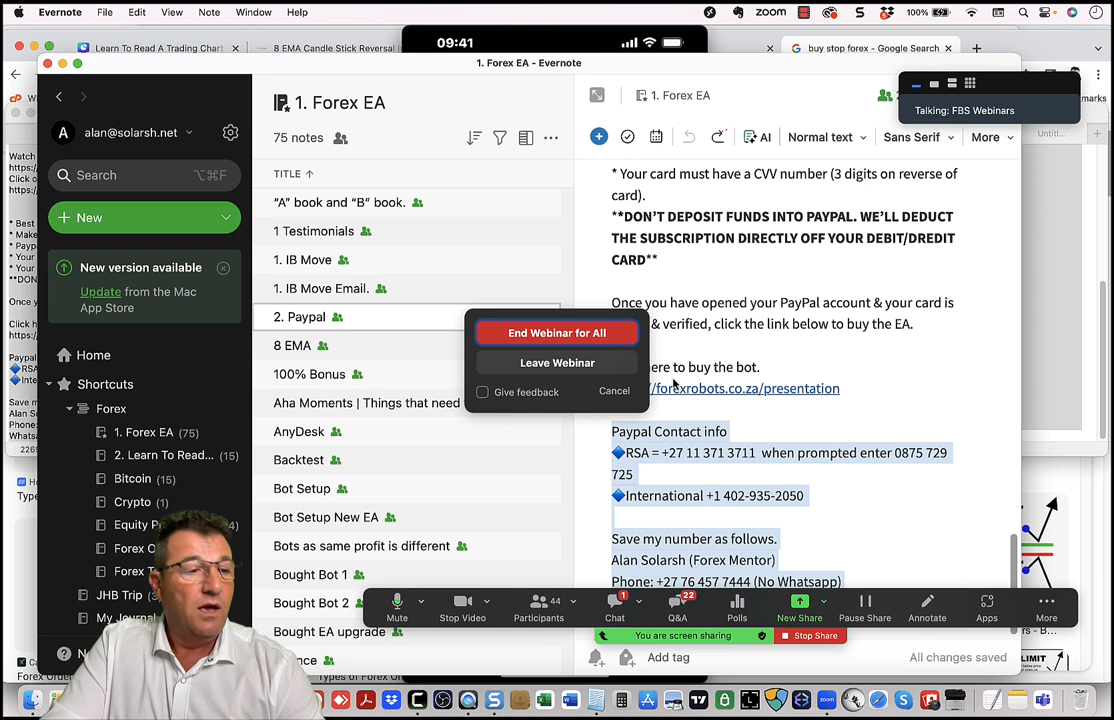 Evernote File Edit View Note Window Help
zoom
100%
Learn To Read A Trading Chart
8 EMA Candle Stick Reversal
09:41
buy stop forex - Google Search
1. Forex EA - Evernote
alan@solarsh.net
Search
New
New version available
Update from the Mac
App Store
Home
Shortcuts
Forex
1. Forex EA (75)
2. Learn To Read... (15)
Bitcoin (15)
Crypto (1)
JHB Trip (5)
1. Forex EA
75 notes
TITLE ↑
“A” book and “B” book.
1 Testimonials
1. IB Move
1. IB Move Email.
2. Paypal
8 EMA
100% Bonus
Aha Moments | Things that need
AnyDesk
Backtest
Bot Setup
Bot Setup New EA
Bots as same profit is different
Bought Bot 1
Bought Bot 2
Bought EA upgrade
1. Forex EA
Talking: FBS Webinars
AI
Normal text
Sans Serif
More
* Your card must have a CVV number (3 digits on reverse of
card).
**DON’T DEPOSIT FUNDS INTO PAYPAL. WE’LL DEDUCT
THE SUBSCRIPTION DIRECTLY OFF YOUR DEBIT/DREDIT
CARD**
Once you have opened your PayPal account & your card is
& verified, click the link below to buy the EA.
here to buy the bot.
//forexrobots.co.za/presentation
Paypal Contact info
RSA = +27 11 371 3711 when prompted enter 0875 729
725
International +1 402-935-2050
Save my number as follows.
Alan Solarsh (Forex Mentor)
Phone: +27 76 457 7444 (No Whatsapp)
End Webinar for All
Leave Webinar
Give feedback
Cancel
Mute
Stop Video
44
Participants
1
Chat
22
Q&A
Polls
New Share
Pause Share
Annotate
Apps
More
You are screen sharing
Stop Share
Add tag
All changes saved